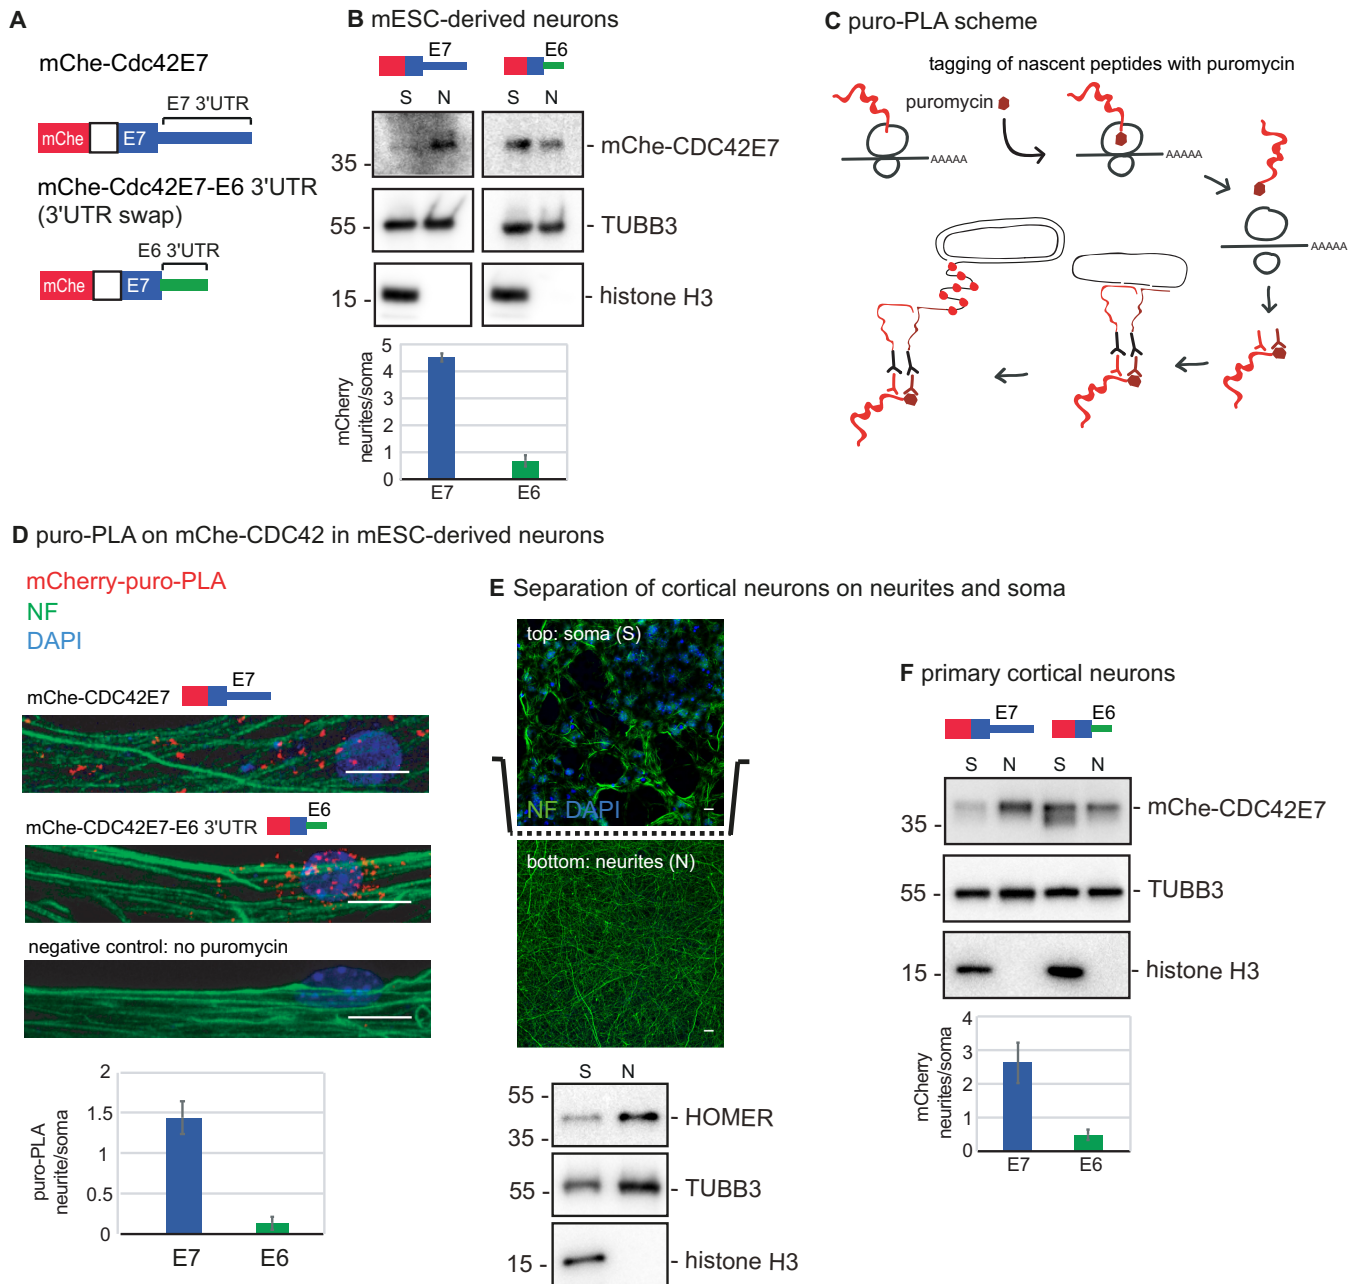 A
mChe-Cdc42E7
E7 3'UTR
mChe
E7
mChe-Cdc42E7-E6 3'UTR
(3'UTR swap)
E6 3'UTR
mChe
E7
B mESC-derived neurons
E7
E6
S N S N
35 -
- mChe-CDC42E7
55 -
- TUBB3
15 -
- histone H3
mCherry
neurites/soma
5
4
3
2
1
0
E7 E6
C puro-PLA scheme
tagging of nascent peptides with puromycin
puromycin
AAAAA
AAAAA
AAAAA
D puro-PLA on mChe-CDC42 in mESC-derived neurons
mCherry-puro-PLA
NF
DAPI
mChe-CDC42E7
E7
mChe-CDC42E7-E6 3'UTR
E6
negative control: no puromycin
puro-PLA
neurite/soma
2
1.5
1
0.5
0
E7 E6
E Separation of cortical neurons on neurites and soma
top: soma (S)
NF DAPI
bottom: neurites (N)
S N
55 -
35 -
- HOMER
55 -
- TUBB3
15 -
- histone H3
F primary cortical neurons
E7
E6
S N S N
35 -
- mChe-CDC42E7
55 -
- TUBB3
15 -
- histone H3
mCherry
neurites/soma
4
3
2
1
0
E7 E6